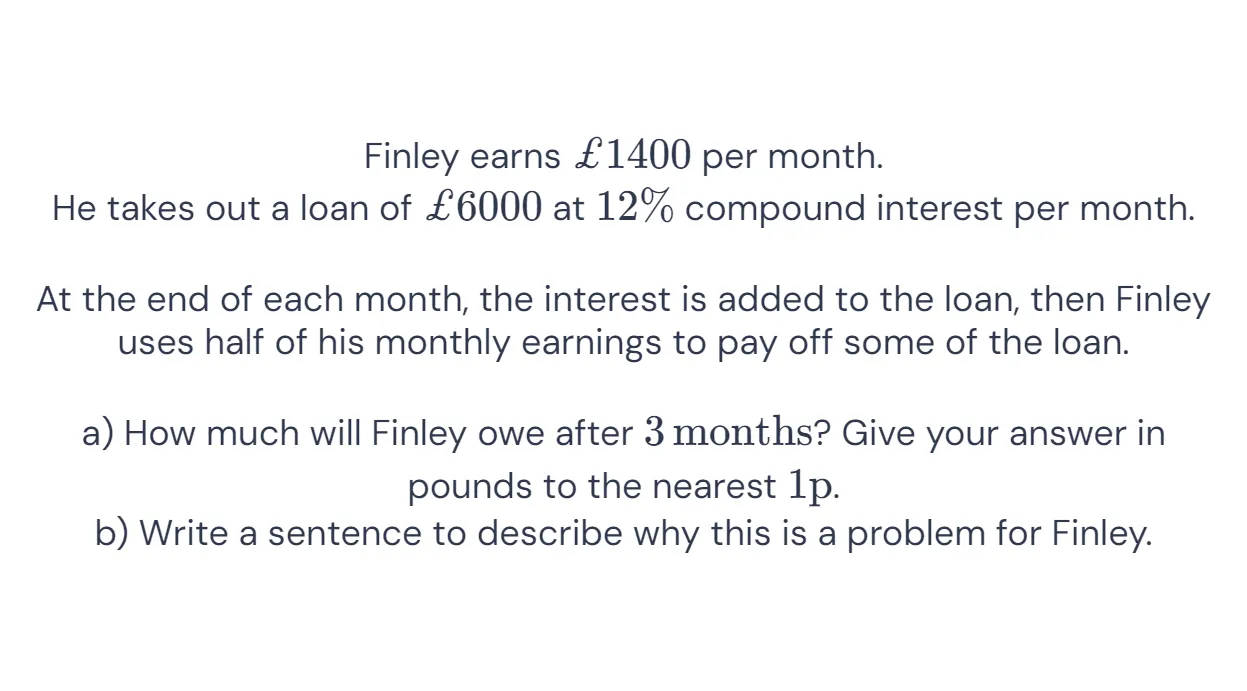 Finley earns £1400 per month.
He takes out a loan of £6000 at 12% compound interest per month.
At the end of each month, the interest is added to the loan, then Finley
uses half of his monthly earnings to pay off some of the loan.
a) How much will Finley owe after 3 months? Give your answer in
pounds to the nearest 1p.
b) Write a sentence to describe why this is a problem for Finley.